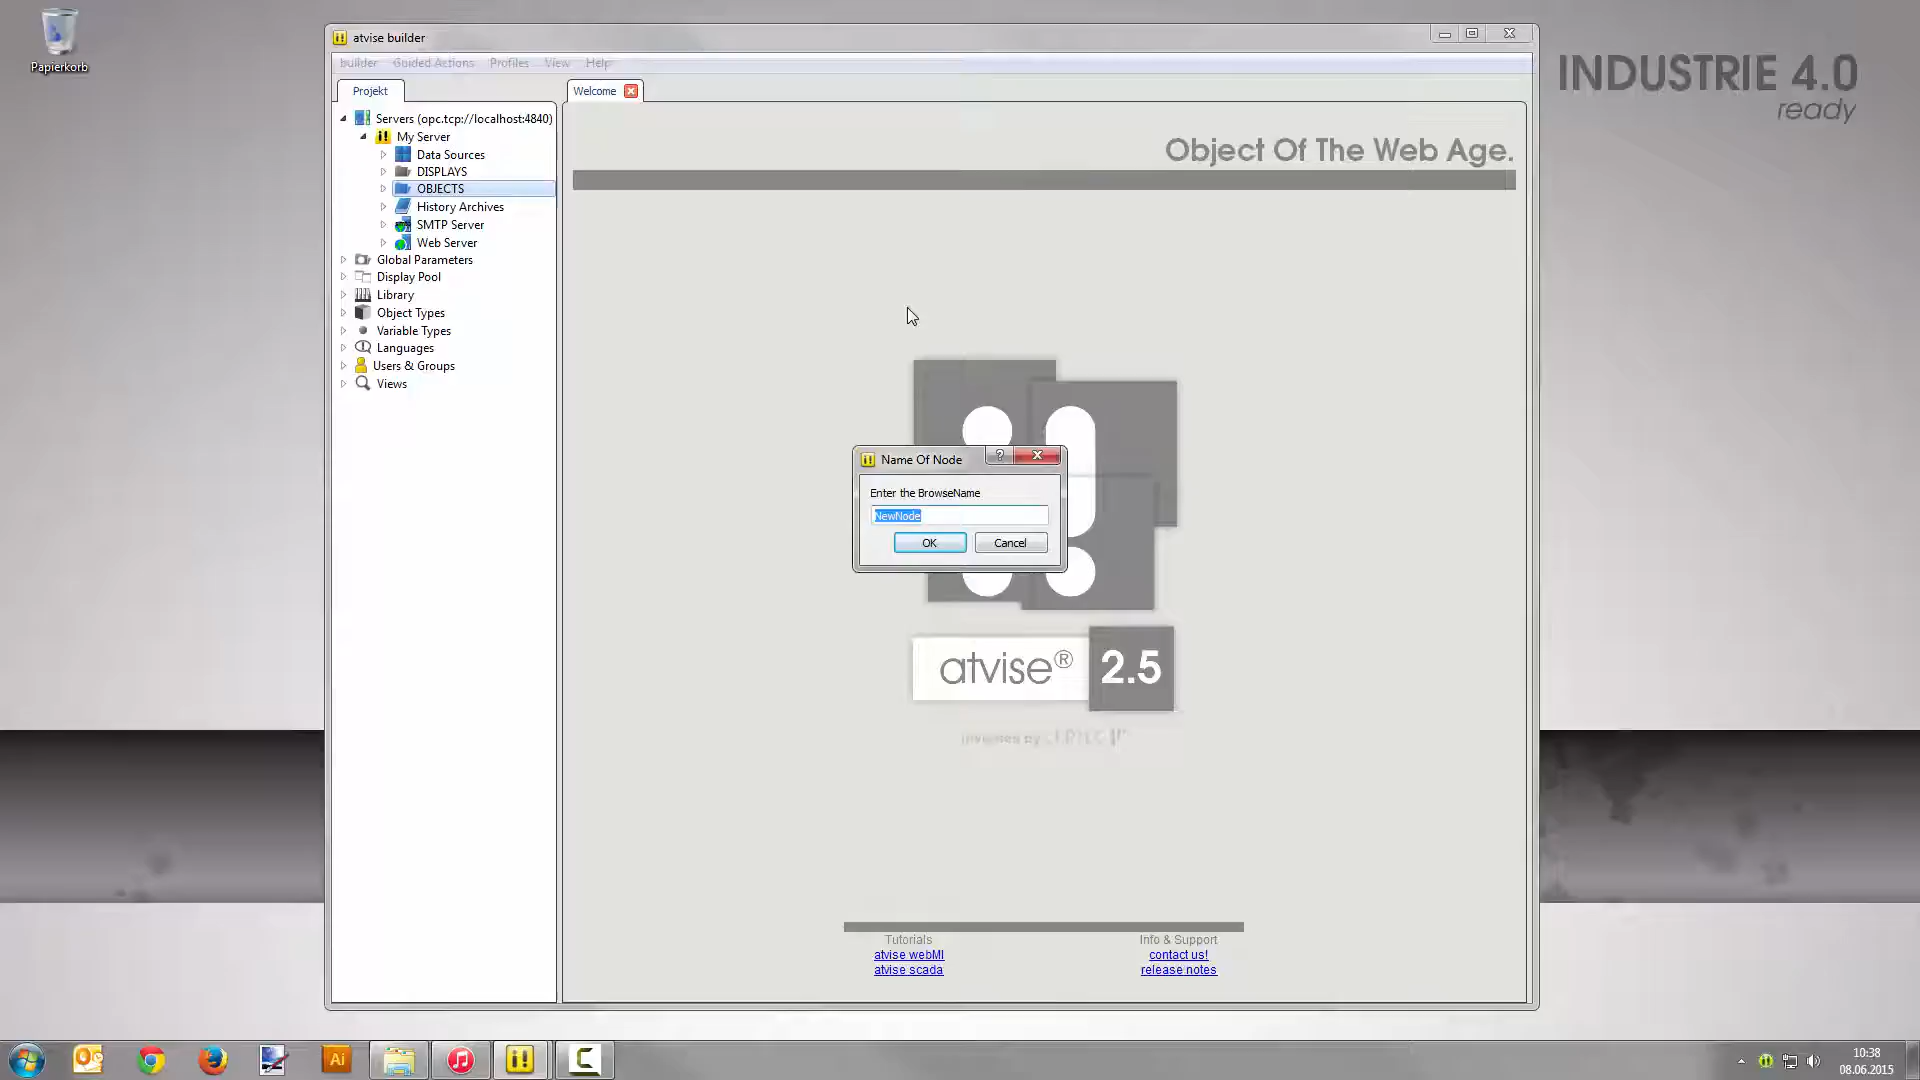 Papierkorb
atvise builder
builder Guided Actions Profiles View Help
Projekt
Welcome
INDUSTRIE 4.0
ready
Servers (opc.tcp://localhost:4840)
My Server
Data Sources
DISPLAYS
OBJECTS
History Archives
SMTP Server
Web Server
Global Parameters
Display Pool
Library
Object Types
Variable Types
Languages
Users & Groups
Views
Object Of The Web Age.
Name Of Node
Enter the BrowseName
NewNode
OK Cancel
atvise® 2.5
Tutorials
atvise webMI
atvise scada
Info & Support
contact us!
release notes
Ai
10:38
08.06.2015